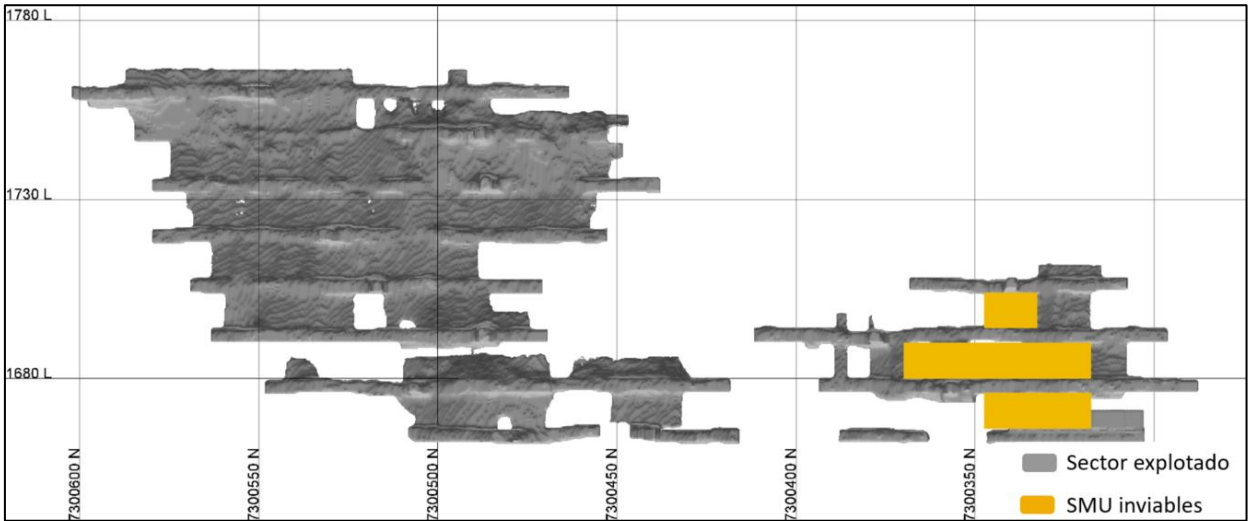 1780 L
1730 L
1680 L
7300600 N
7300550 N
7300500 N
7300450 N
7300400 N
7300350 N
Sector explotado
SMU inviables